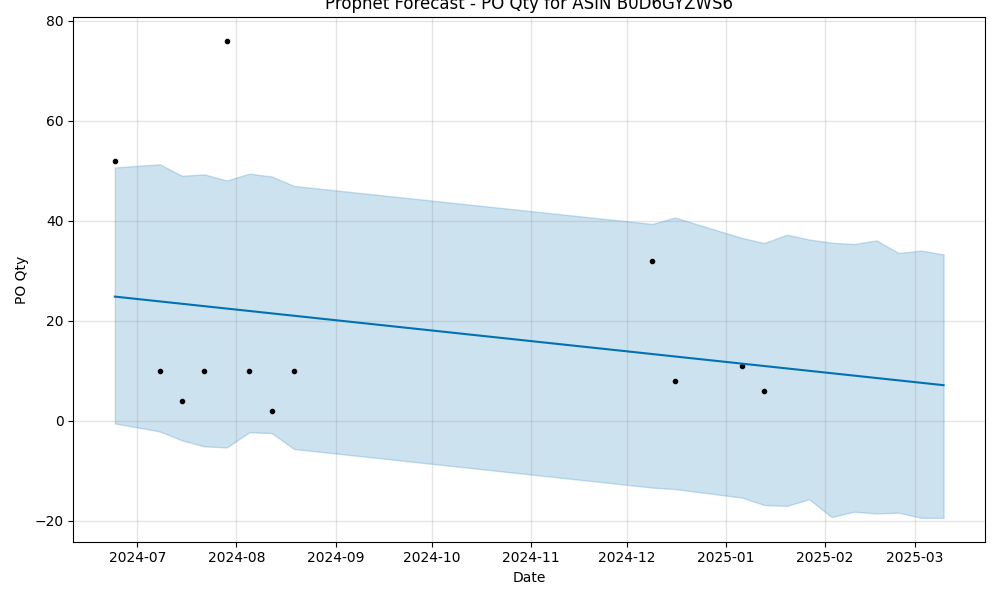 Prophet Forecast - PO Qty for ASIN B0D6GYZWS6
80
60
40
20
0
−20
PO Qty
2024-07 2024-08 2024-09 2024-10 2024-11 2024-12 2025-01 2025-02 2025-03
Date